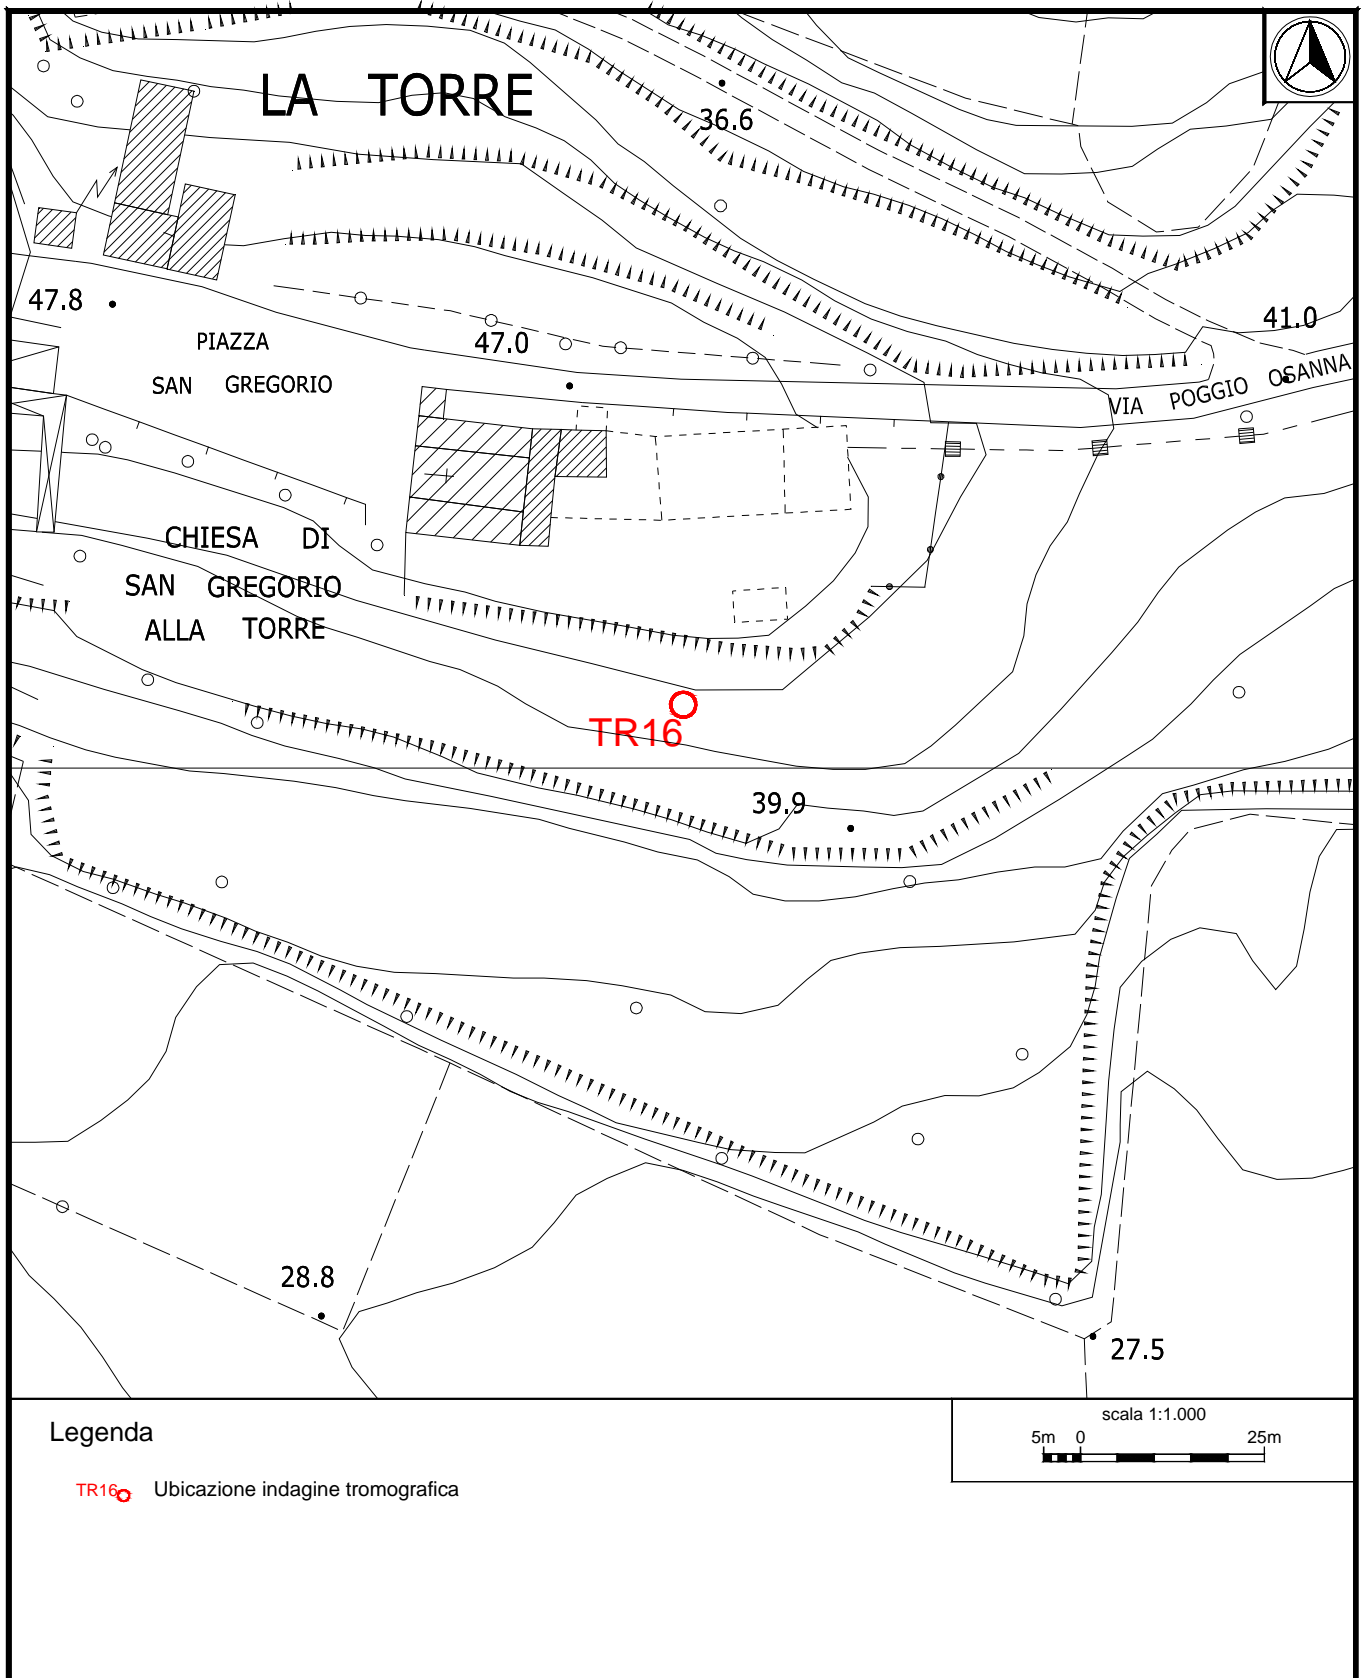 LA TORRE
36.6
47.8
41.0
PIAZZA
SAN GREGORIO
47.0
VIA POGGIO OSANNA
CHIESA DI
SAN GREGORIO
ALLA TORRE
TR16
39.9
28.8
27.5
Legenda
TR16 Ubicazione indagine tromografica
scala 1:1.000
5m 0 25m